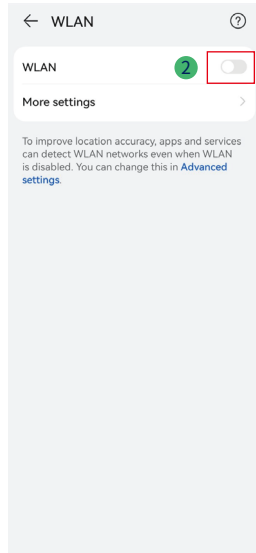 WLAN
WLAN 2
More settings
To improve location accuracy, apps and services
can detect WLAN networks even when WLAN
is disabled. You can change this in Advanced
settings.